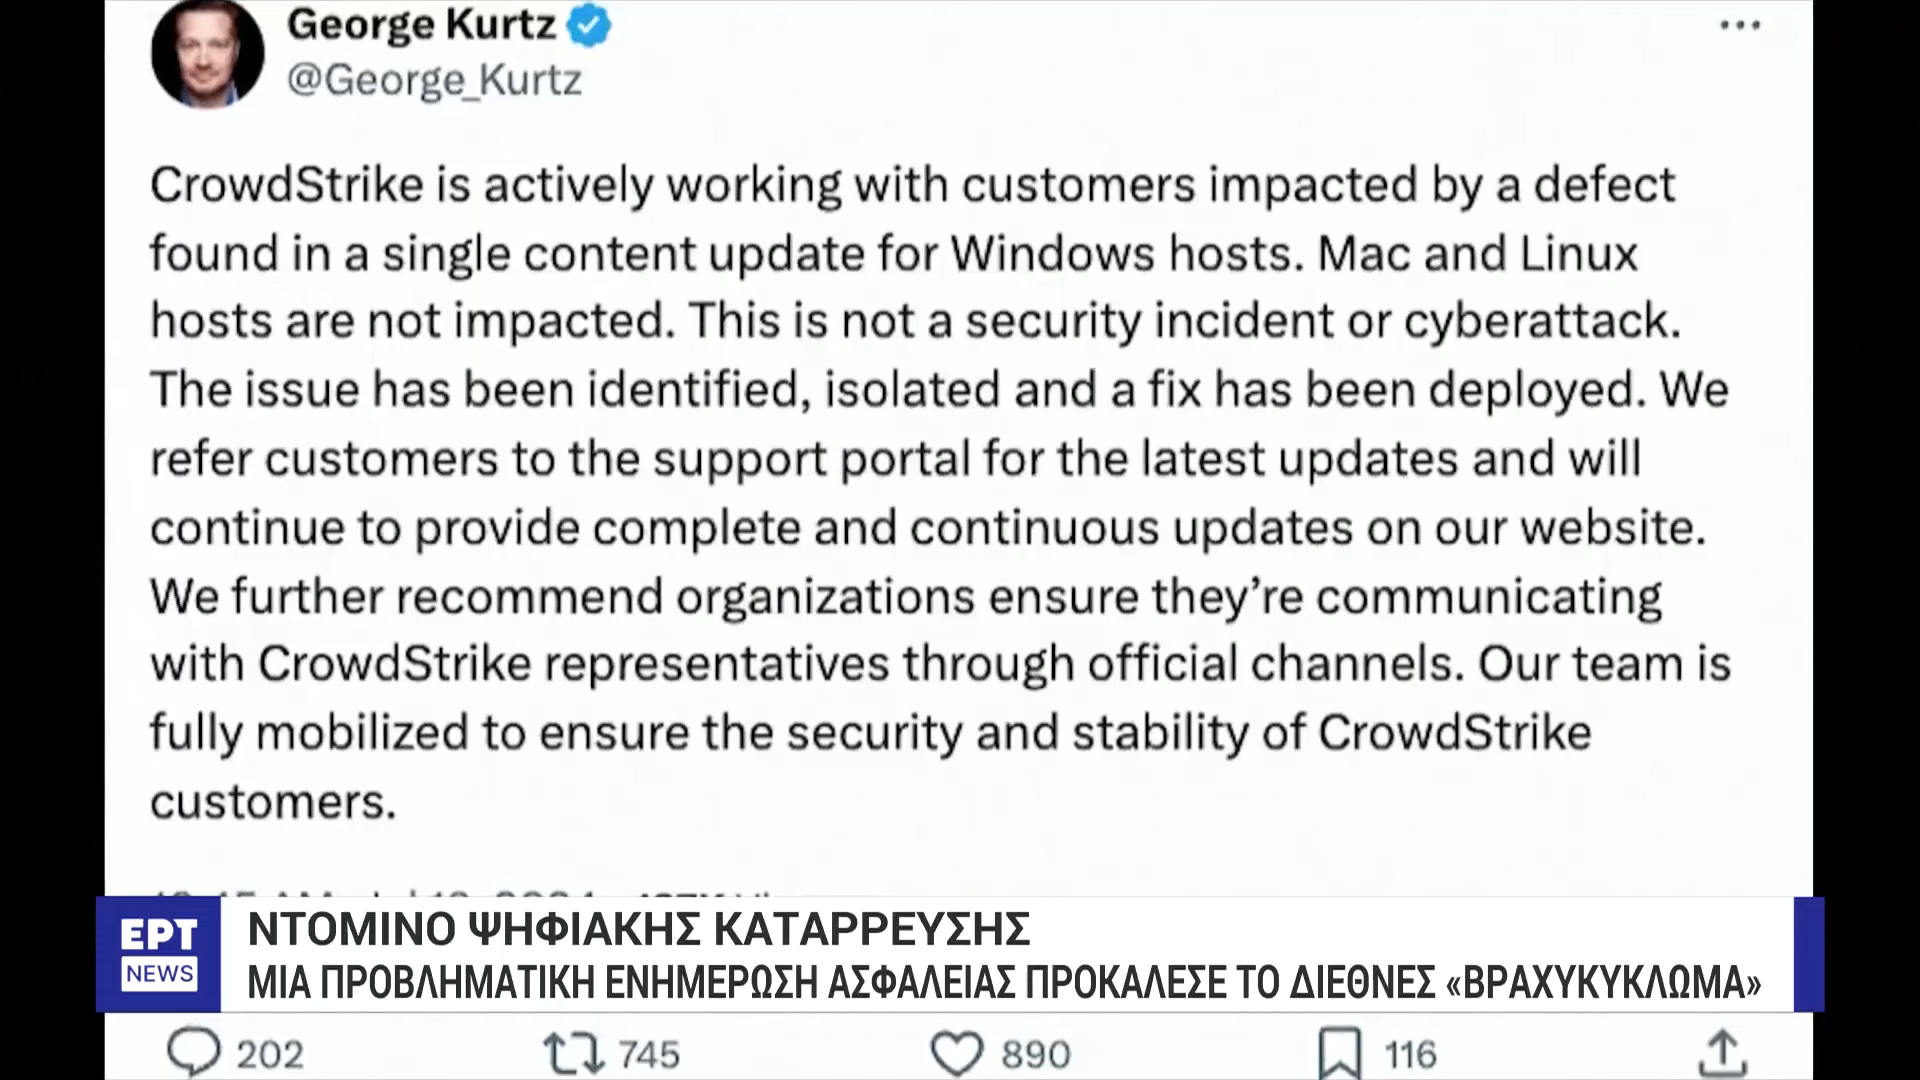 George Kurtz
@George_Kurtz
CrowdStrike is actively working with customers impacted by a defect
found in a single content update for Windows hosts. Mac and Linux
hosts are not impacted. This is not a security incident or cyberattack.
The issue has been identified, isolated and a fix has been deployed. We
refer customers to the support portal for the latest updates and will
continue to provide complete and continuous updates on our website.
We further recommend organizations ensure they’re communicating
with CrowdStrike representatives through official channels. Our team is
fully mobilized to ensure the security and stability of CrowdStrike
customers.
ΕΡΤ
NEWS
ΝΤΟΜΙΝΟ ΨΗΦΙΑΚΗΣ ΚΑΤΑΡΡΕΥΣΗΣ
ΜΙΑ ΠΡΟΒΛΗΜΑΤΙΚΗ ΕΝΗΜΕΡΩΣΗ ΑΣΦΑΛΕΙΑΣ ΠΡΟΚΑΛΕΣΕ ΤΟ ΔΙΕΘΝΕΣ «ΒΡΑΧΥΚΥΚΛΩΜΑ»
202 745 890 116